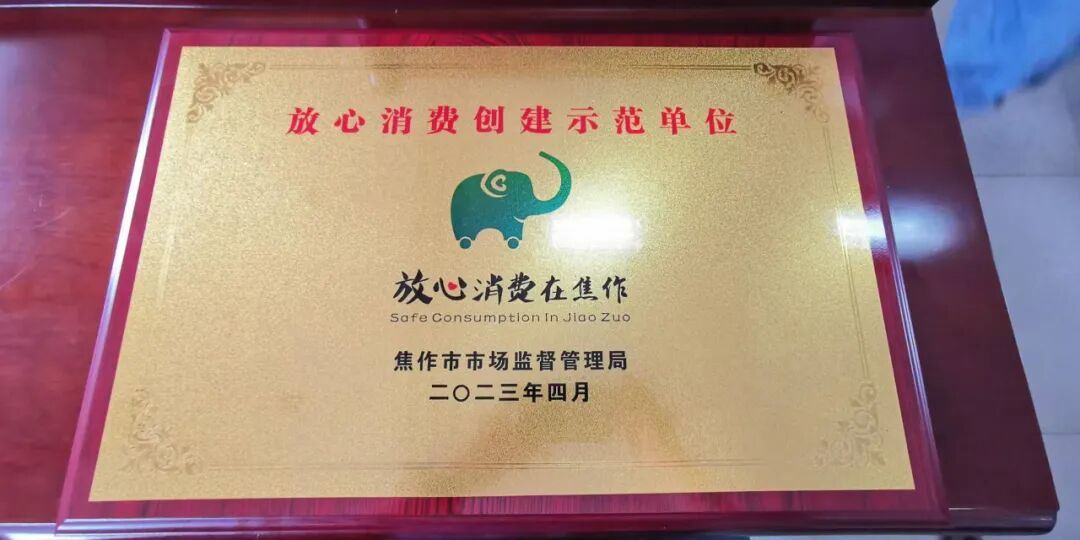 放心消费创建示范单位
放心消费在焦作
Safe Consumption In Jiao Zuo
焦作市市场监督管理局
二〇二三年四月